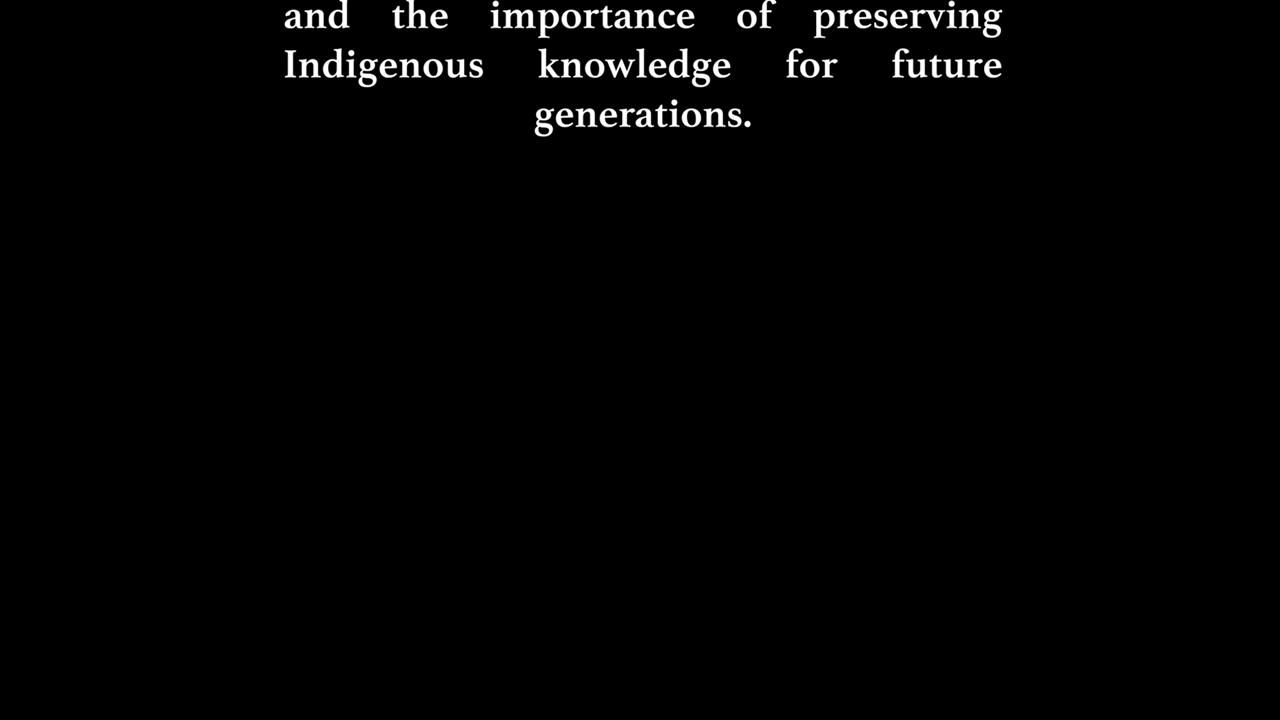 and the importance of preserving
Indigenous knowledge for future
generations.